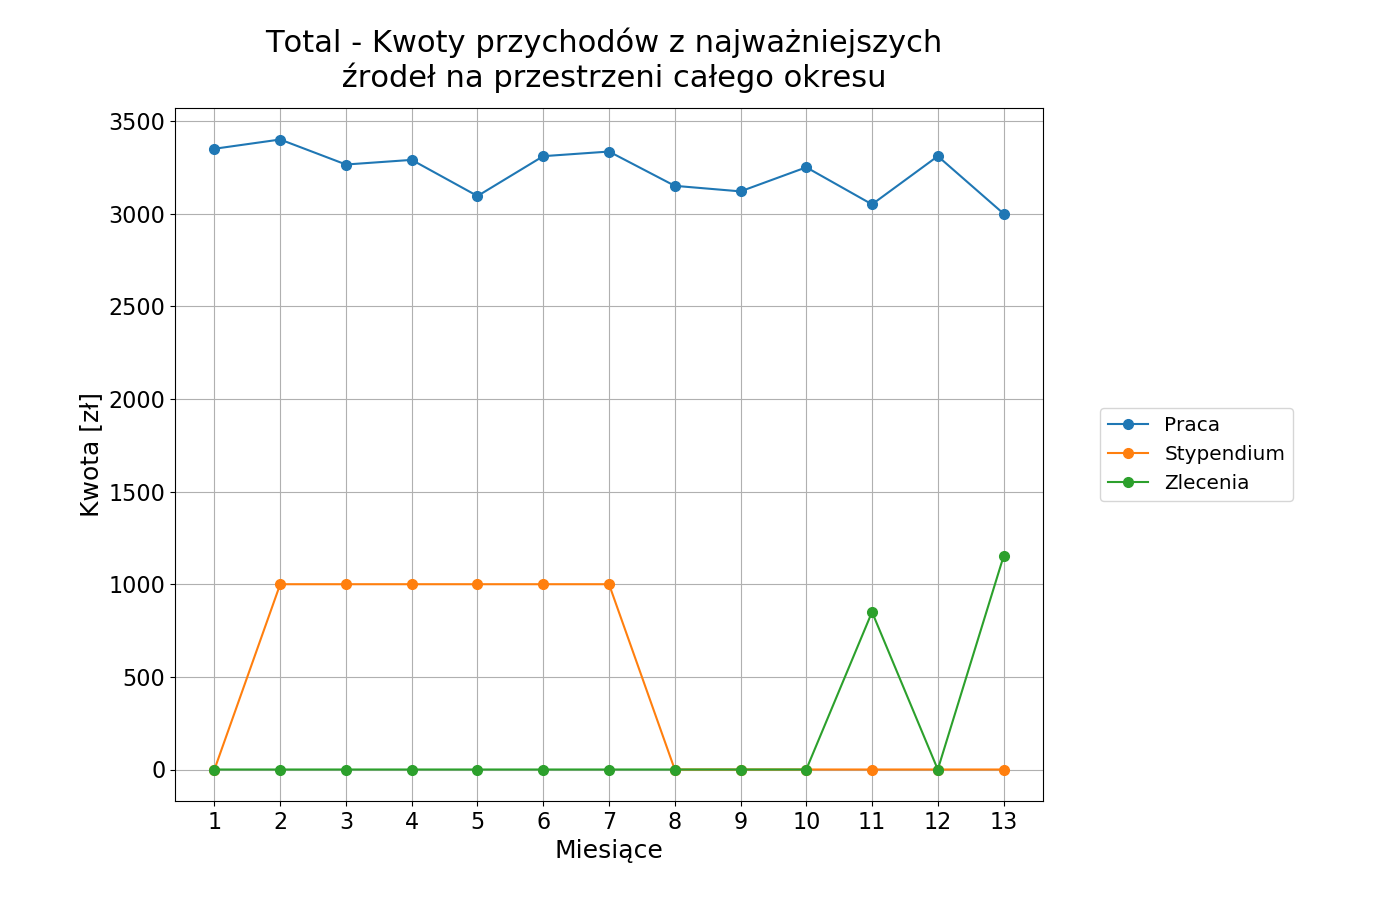 Total - Kwoty przychodów z najważniejszych
źrodeł na przestrzeni całego okresu
Kwota [zł]
3500
3000
2500
2000
1500
1000
500
0
1 2 3 4 5 6 7 8 9 10 11 12 13
Miesiące
Praca
Stypendium
Zlecenia